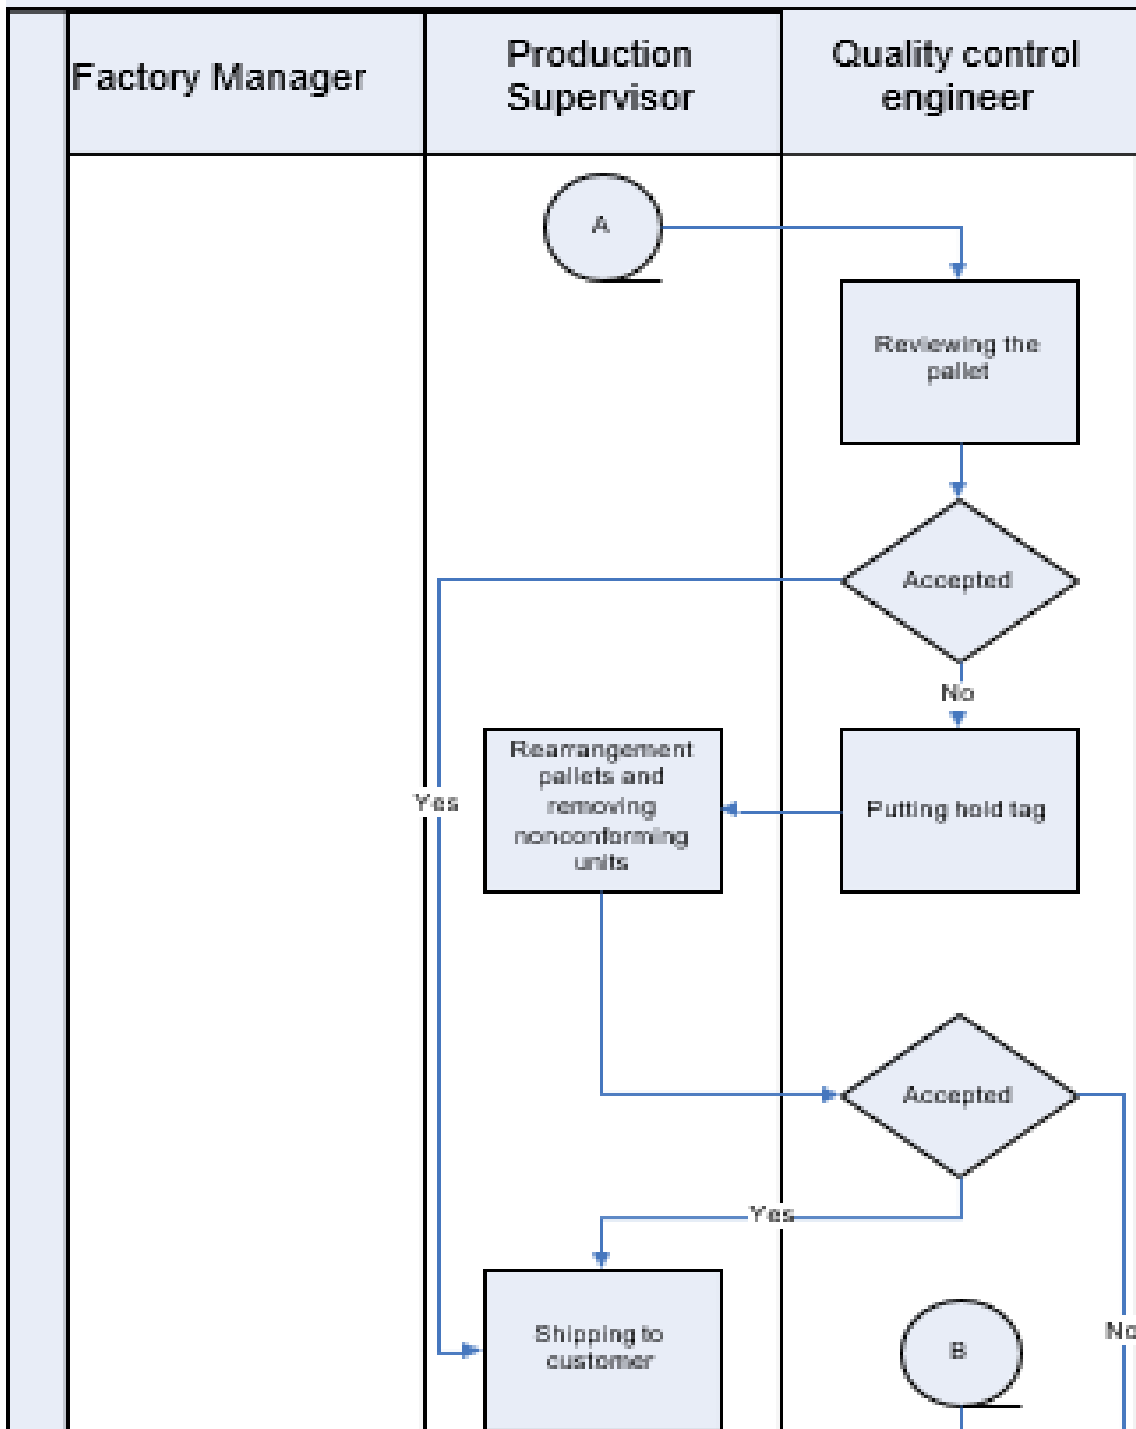 Factory Manager
Production
Supervisor
Quality control
engineer
A
Reviewing the
pallet
Accepted
No
Rearrangement
pallets and
removing
nonconforming
units
Putting hold tag
Yes
Accepted
Yes
Shipping to
customer
B
No